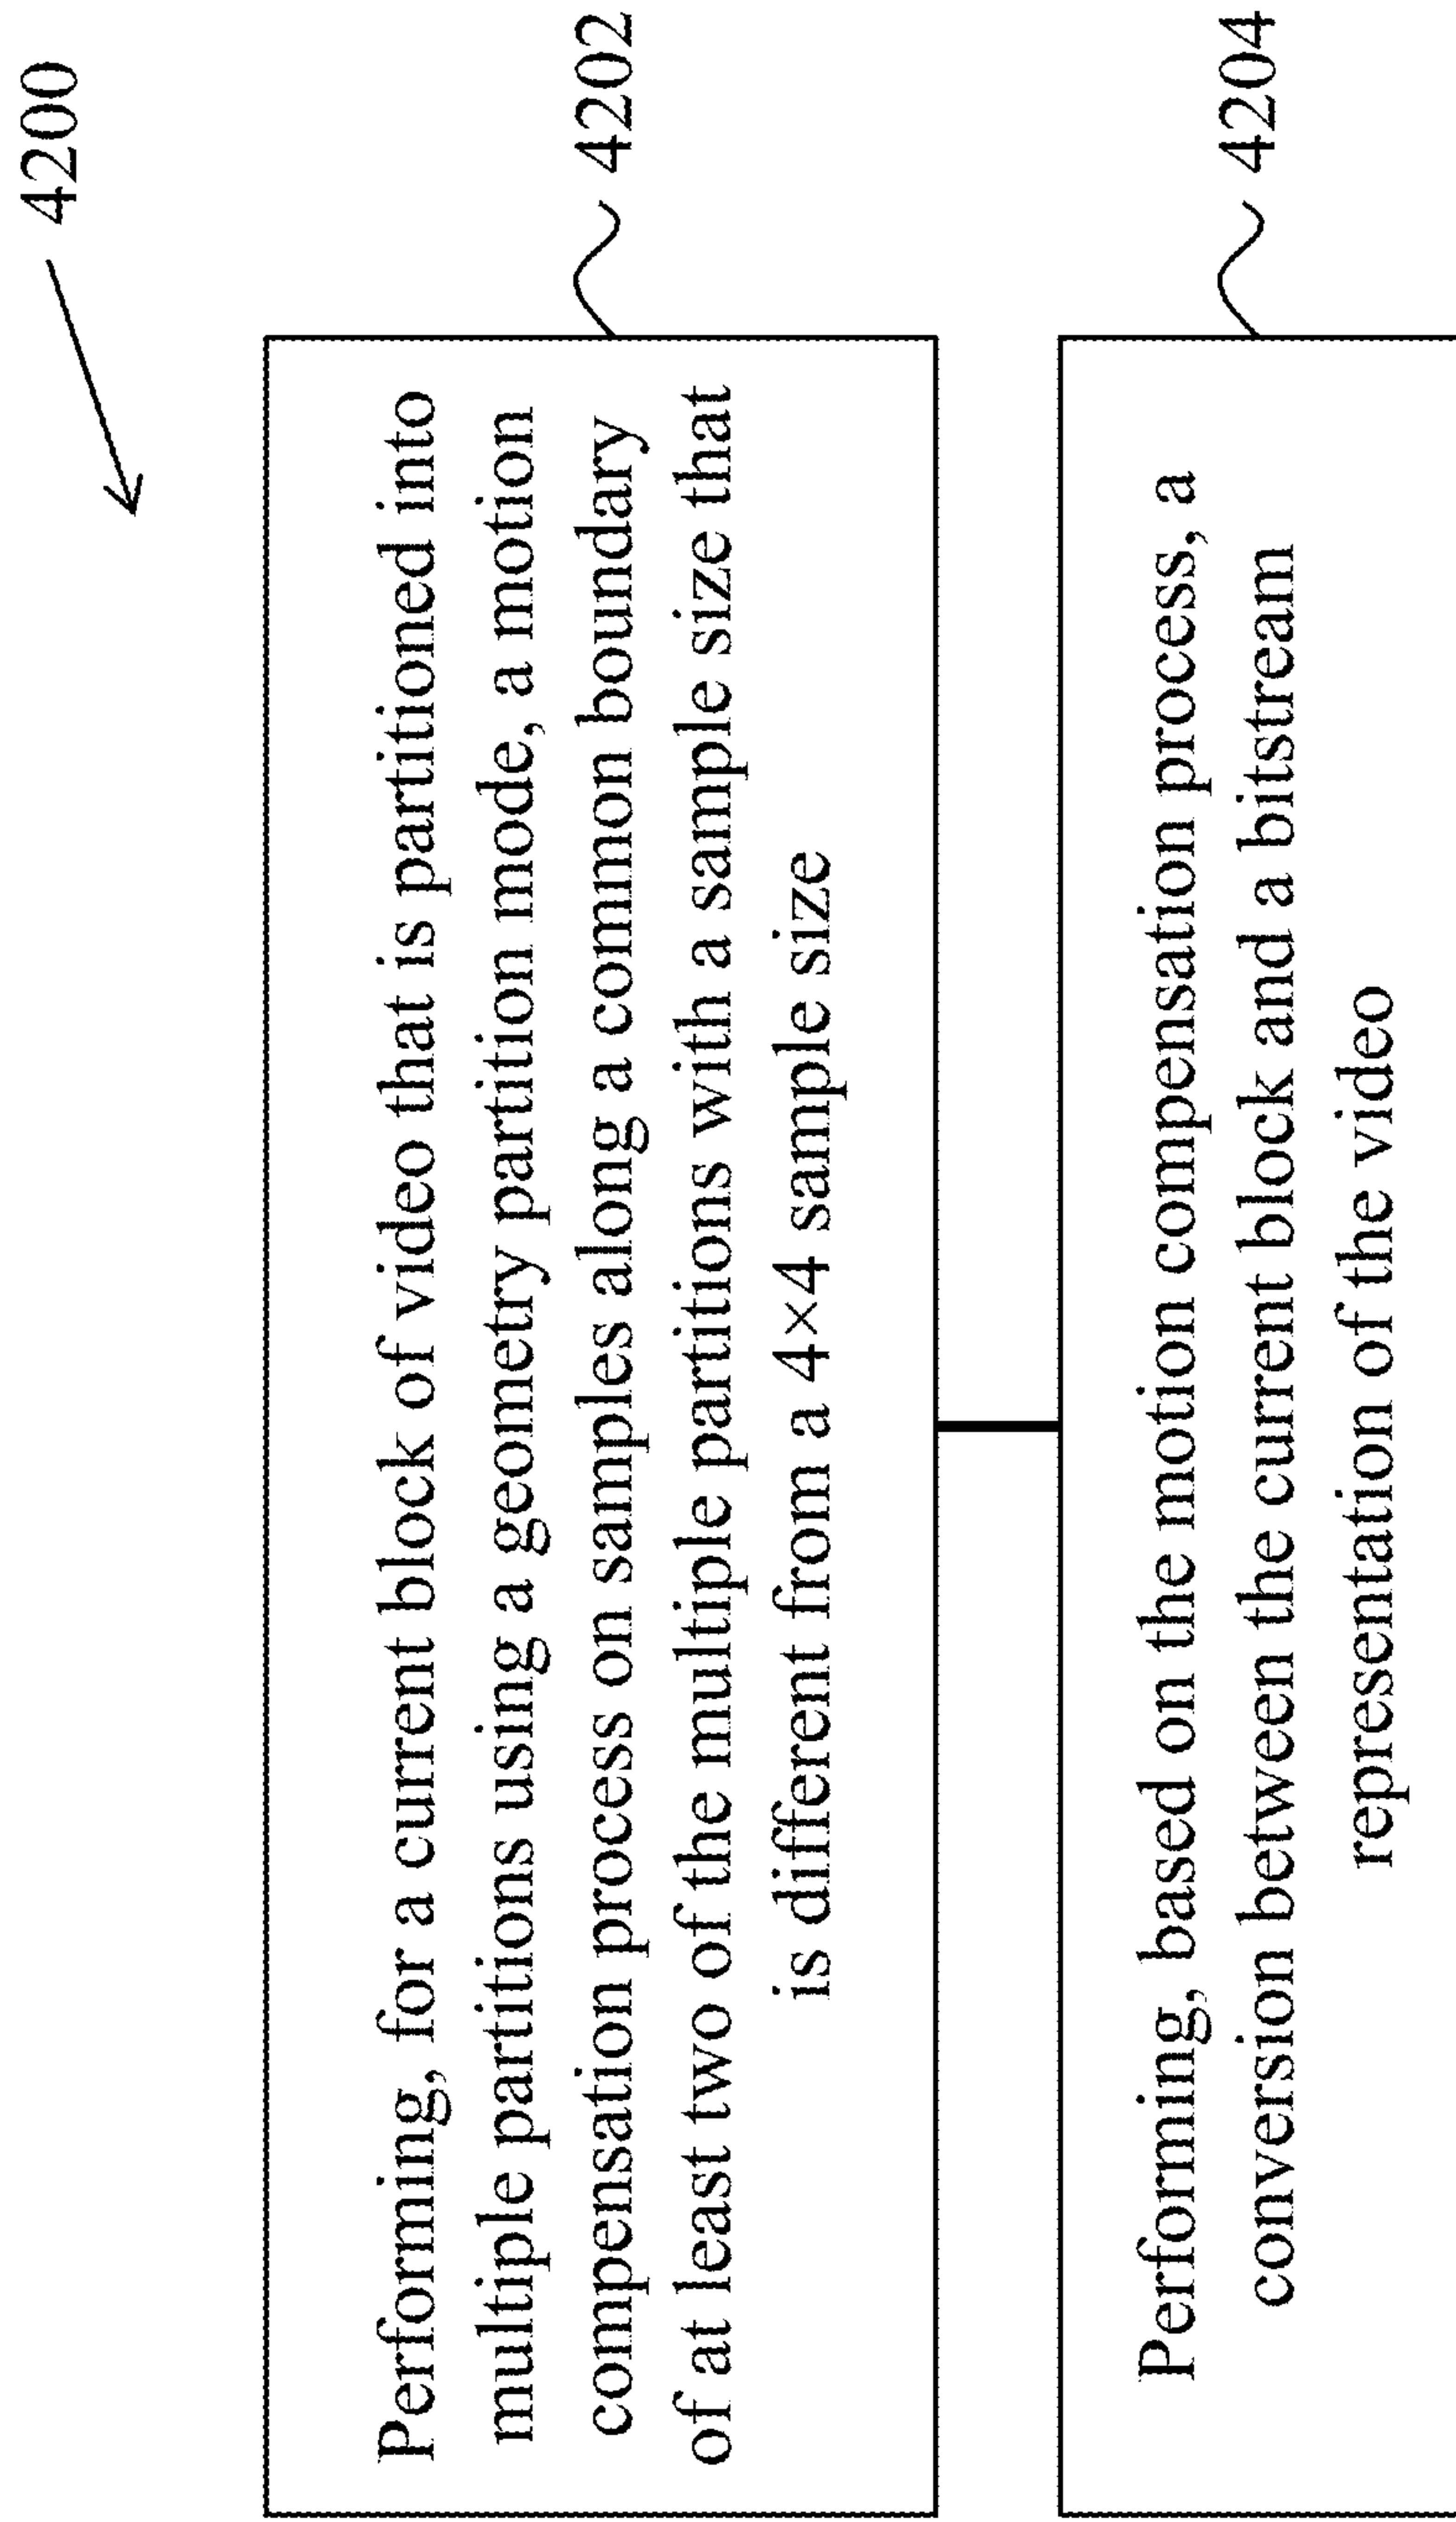 4200
Performing, for a current block of video that is partitioned into
multiple partitions using a geometry partition mode, a motion
compensation process on samples along a common boundary
of at least two of the multiple partitions with a sample size that
is different from a 4×4 sample size
4202
Performing, based on the motion compensation process, a
conversion between the current block and a bitstream
representation of the video
4204